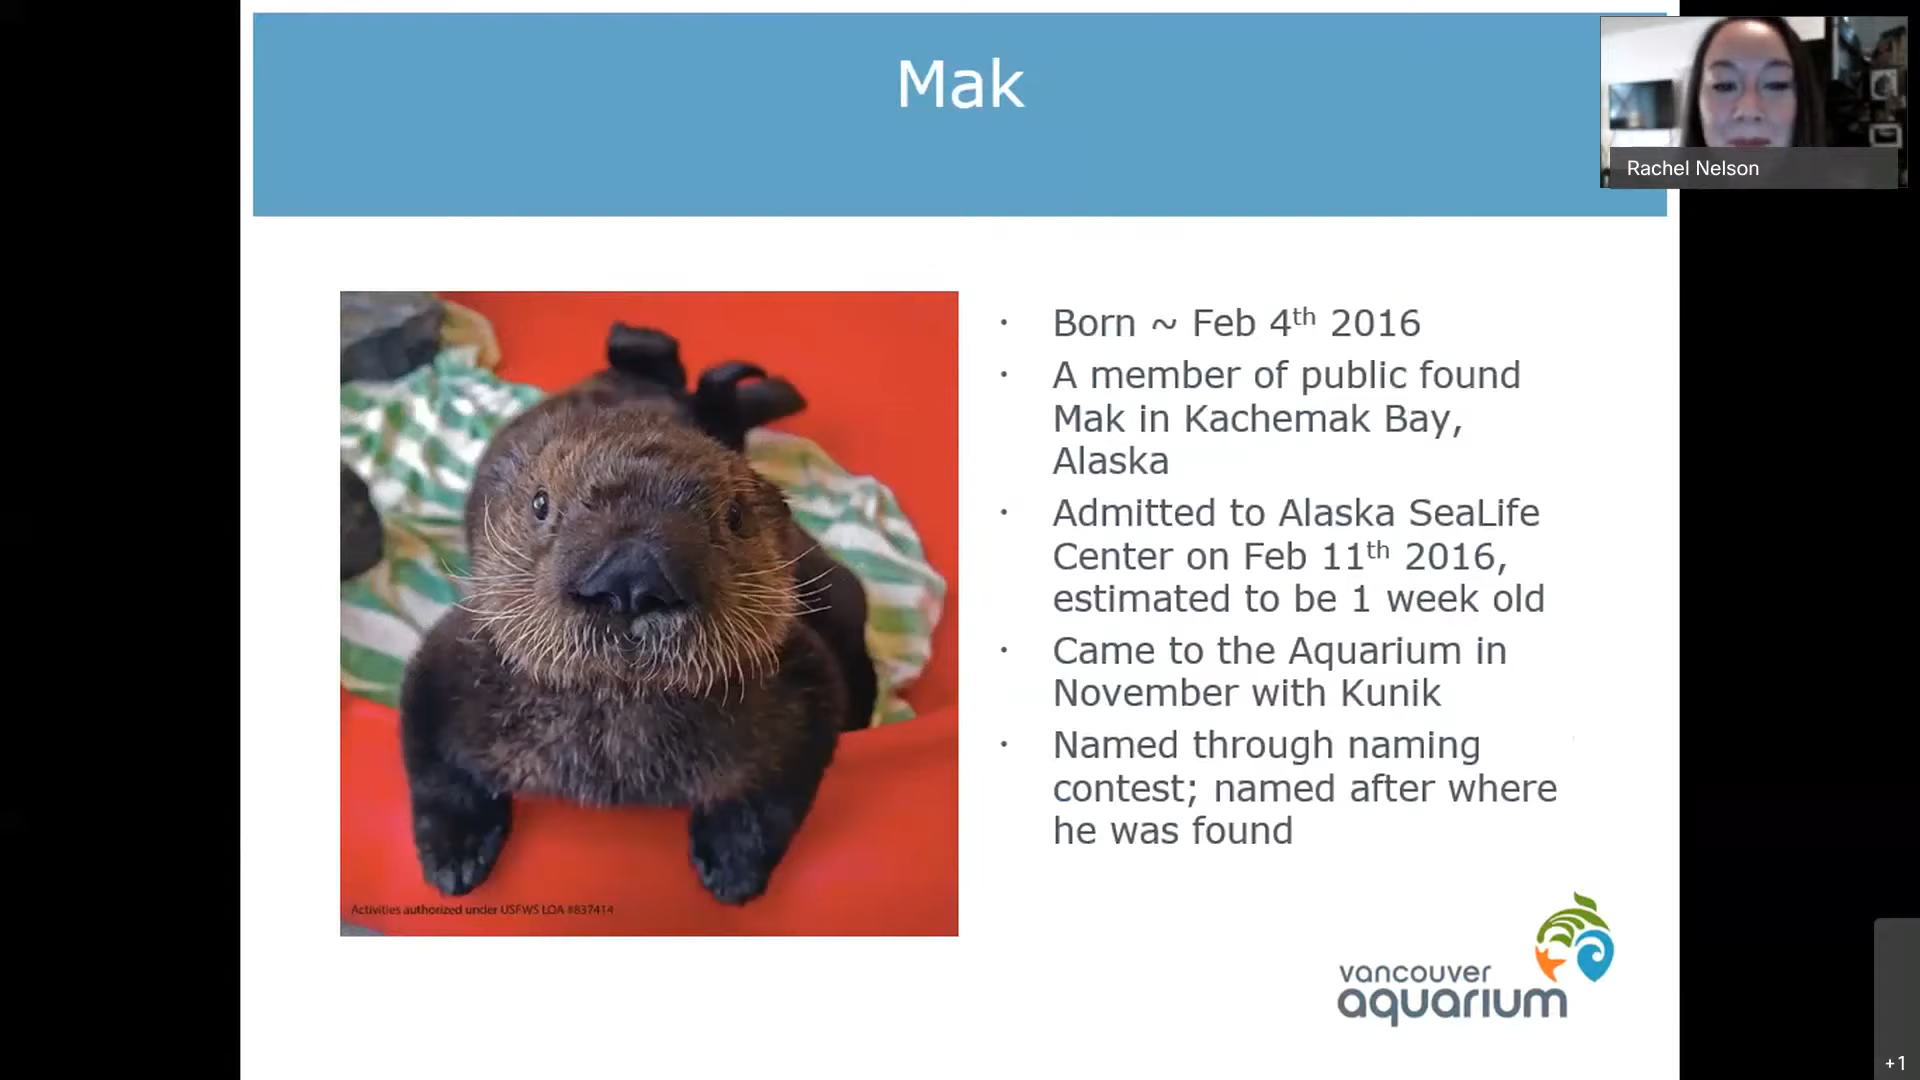 Mak
Rachel Nelson
· Born ~ Feb 4th 2016
· A member of public found
Mak in Kachemak Bay,
Alaska
· Admitted to Alaska SeaLife
Center on Feb 11th 2016,
estimated to be 1 week old
· Came to the Aquarium in
November with Kunik
· Named through naming
contest; named after where
he was found
Activities authorized under USFWS LOA #837414
vancouver
aquarium
+1